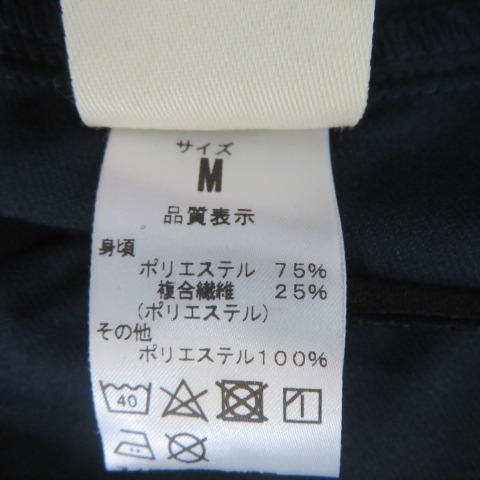 サイズ
M
品質表示
身頃
ポリエステル 75%
複合繊維 25%
(ポリエステル)
その他
ポリエステル100%
40